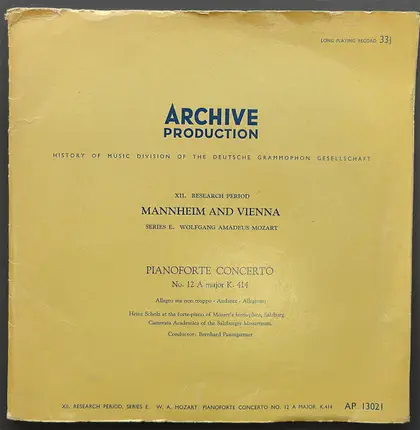 LONG PLAYING RECORD 33⅓
ARCHIVE
PRODUCTION
HISTORY OF MUSIC DIVISION OF THE DEUTSCHE GRAMMOPHON GESELLSCHAFT
XII. RESEARCH PERIOD
MANNHEIM AND VIENNA
SERIES E. WOLFGANG AMADEUS MOZART
PIANOFORTE CONCERTO
No. 12 A major K. 414
Allegro ma non troppo - Andante - Allegretto
Heinz Scholz at the forte-piano of Mozart's birth-place, Salzburg
Camerata Academica of the Salzburger Mozarteum
Conductor: Bernhard Paumgartner
XII. RESEARCH PERIOD, SERIES E. W. A. MOZART: PIANOFORTE CONCERTO NO. 12 A MAJOR, K. 414 AP 13021